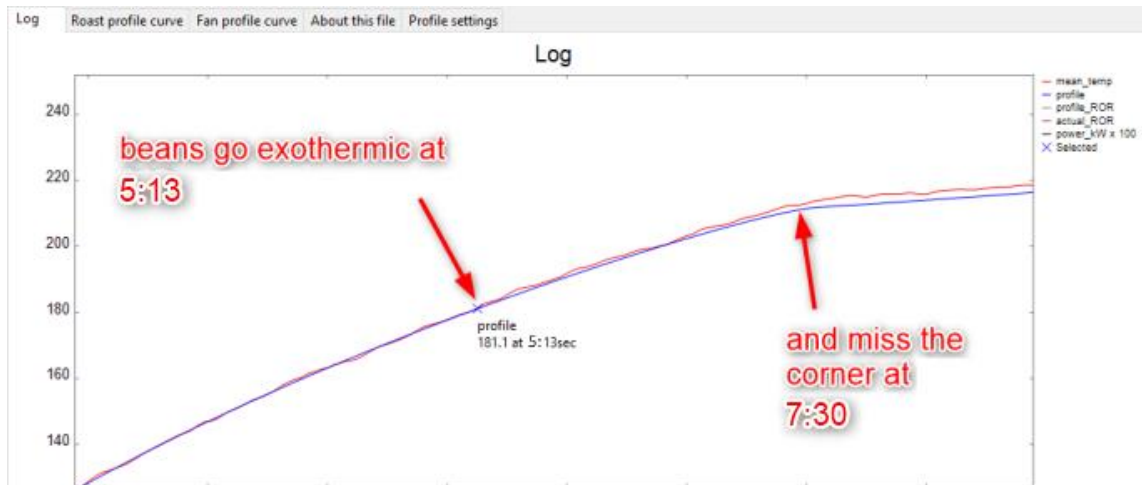 Log Roast profile curve Fan profile curve About this file Profile settings
Log
mean_temp
profile
profile_ROR
actual_ROR
power_kW x 100
Selected
240
220
200
180
160
140
beans go exothermic at
5:13
profile
181.1 at 5:13sec
and miss the
corner at
7:30